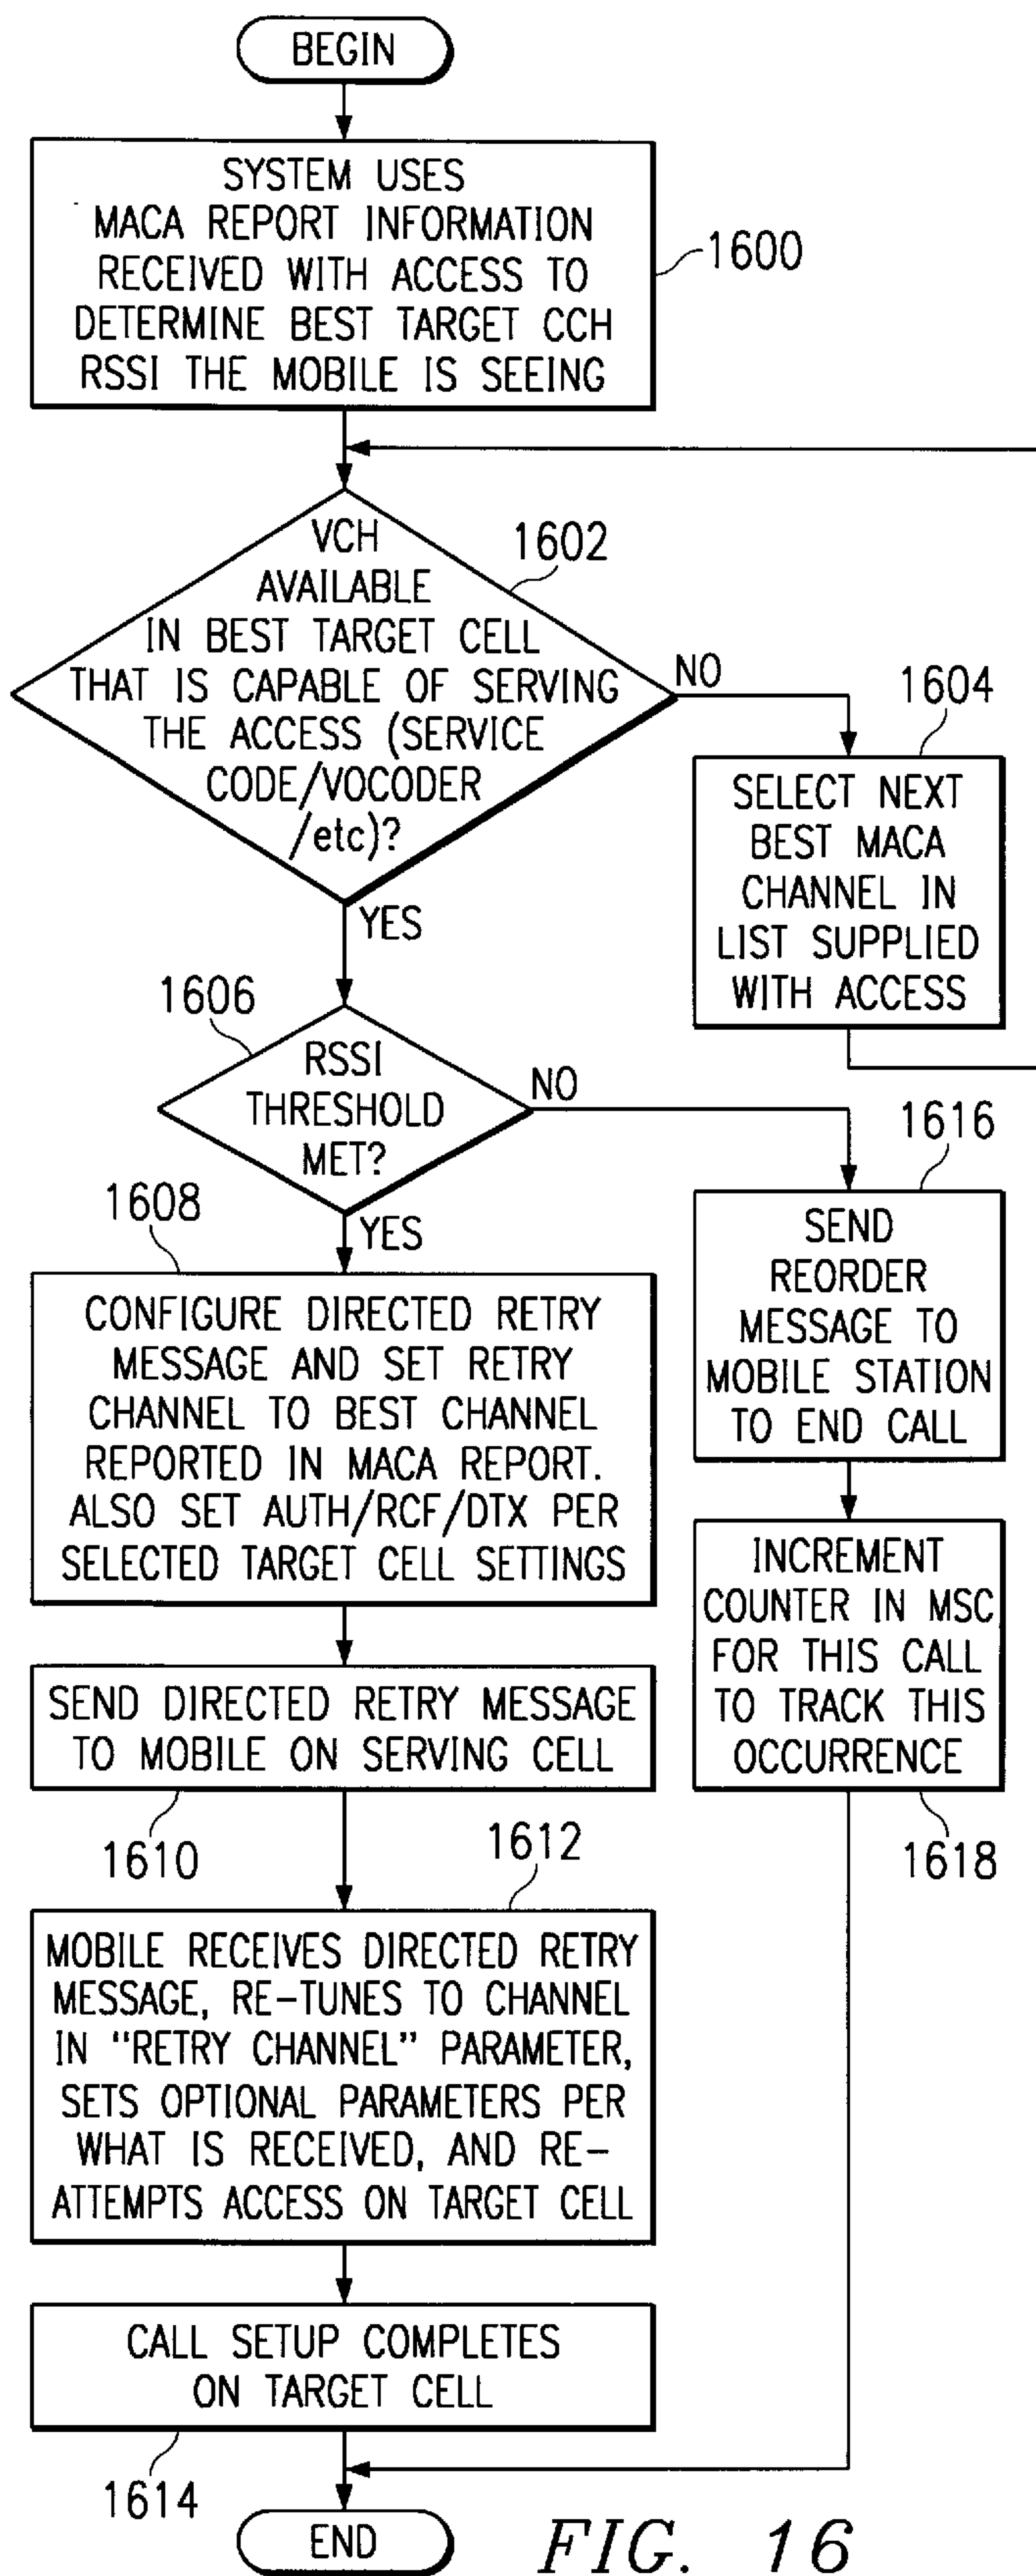 BEGIN
SYSTEM USES
MACA REPORT INFORMATION
RECEIVED WITH ACCESS TO
DETERMINE BEST TARGET CCH
RSSI THE MOBILE IS SEEING
1600
VCH
AVAILABLE
IN BEST TARGET CELL
THAT IS CAPABLE OF SERVING
THE ACCESS (SERVICE
CODE/VOCODER
/etc)?
1602
NO
YES
1604
SELECT NEXT
BEST MACA
CHANNEL IN
LIST SUPPLIED
WITH ACCESS
1606
RSSI
THRESHOLD
MET?
NO
YES
1608
CONFIGURE DIRECTED RETRY
MESSAGE AND SET RETRY
CHANNEL TO BEST CHANNEL
REPORTED IN MACA REPORT.
ALSO SET AUTH/RCF/DTX PER
SELECTED TARGET CELL SETTINGS
1616
SEND
REORDER
MESSAGE TO
MOBILE STATION
TO END CALL
INCREMENT
COUNTER IN MSC
FOR THIS CALL
TO TRACK THIS
OCCURRENCE
1618
SEND DIRECTED RETRY MESSAGE
TO MOBILE ON SERVING CELL
1610
1612
MOBILE RECEIVES DIRECTED RETRY
MESSAGE, RE-TUNES TO CHANNEL
IN "RETRY CHANNEL" PARAMETER,
SETS OPTIONAL PARAMETERS PER
WHAT IS RECEIVED, AND RE-
ATTEMPTS ACCESS ON TARGET CELL
CALL SETUP COMPLETES
ON TARGET CELL
1614
END
FIG. 16